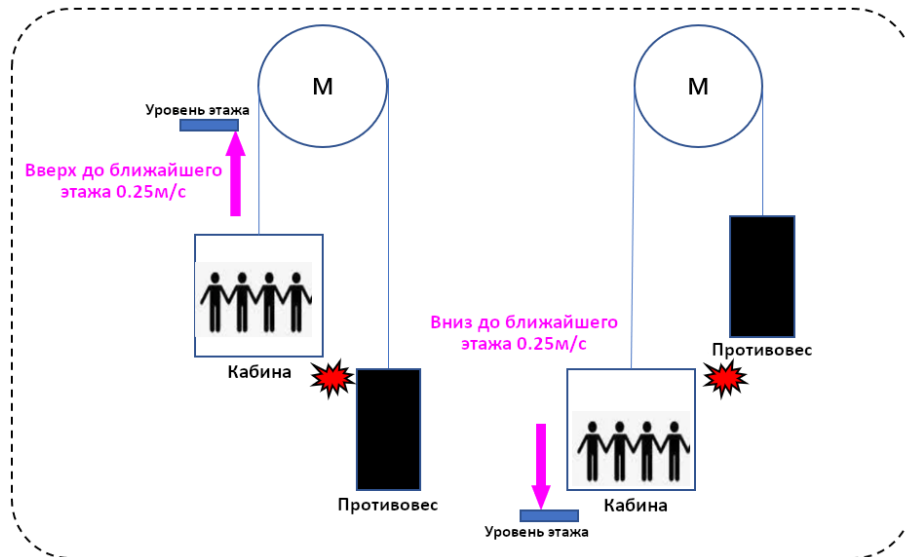 М
Уровень этажа
Вверх до ближайшего
этажа 0.25м/с
Кабина
Противовес
М
Вниз до ближайшего
этажа 0.25м/с
Противовес
Кабина
Уровень этажа